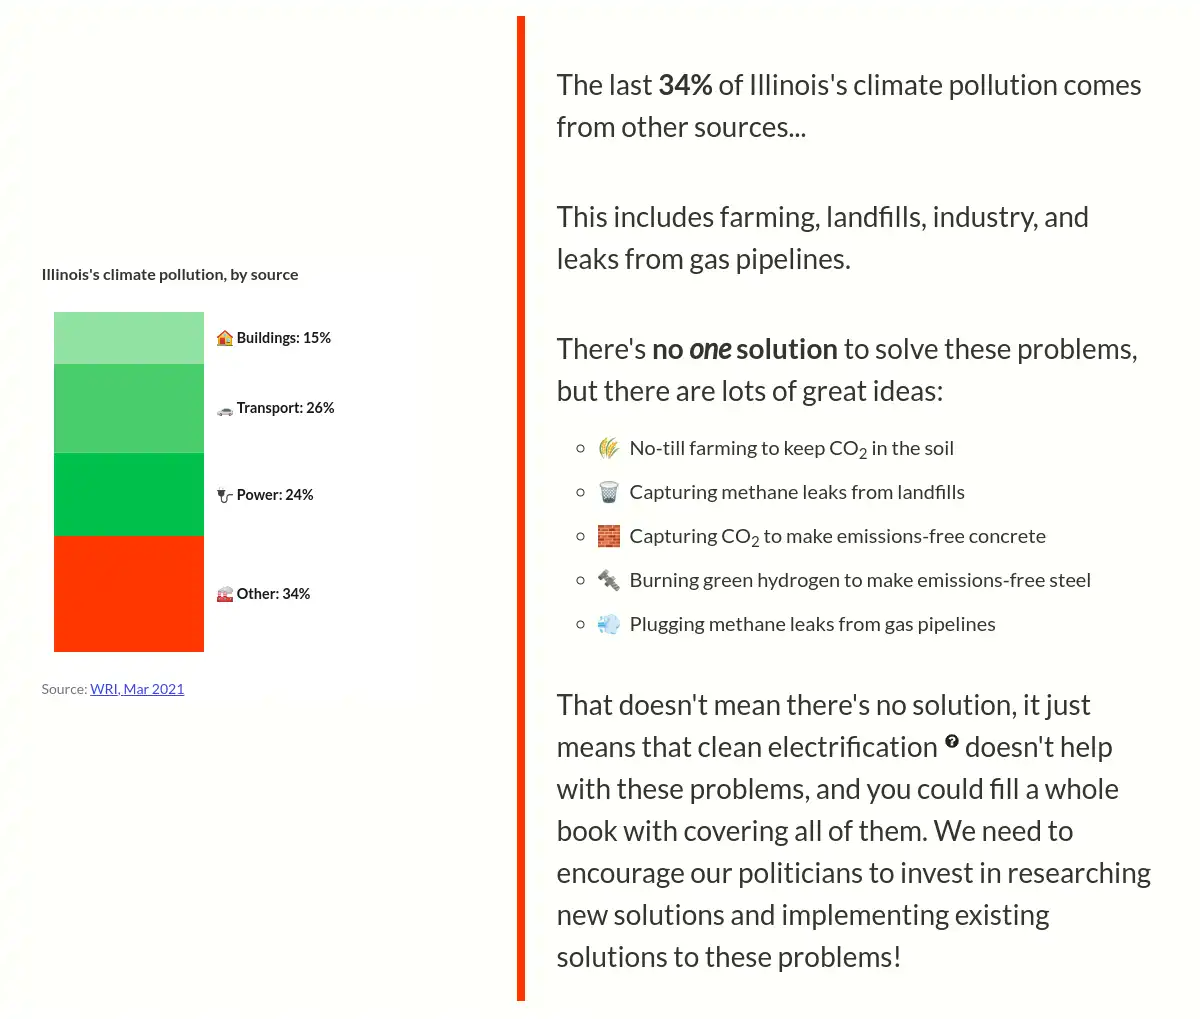 Illinois's climate pollution, by source
Buildings: 15%
Transport: 26%
Power: 24%
Other: 34%
Source: WRI, Mar 2021
The last 34% of Illinois's climate pollution comes
from other sources...
This includes farming, landfills, industry, and
leaks from gas pipelines.
There's no one solution to solve these problems,
but there are lots of great ideas:
No-till farming to keep CO₂ in the soil
Capturing methane leaks from landfills
Capturing CO₂ to make emissions-free concrete
Burning green hydrogen to make emissions-free steel
Plugging methane leaks from gas pipelines
That doesn't mean there's no solution, it just
means that clean electrification ? doesn't help
with these problems, and you could fill a whole
book with covering all of them. We need to
encourage our politicians to invest in researching
new solutions and implementing existing
solutions to these problems!